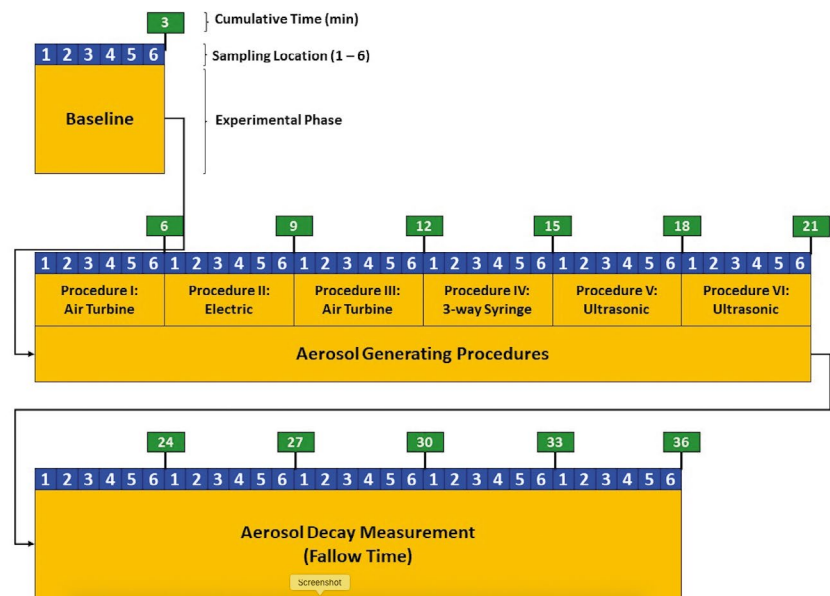 3
Cumulative Time (min)
1 2 3 4 5 6
Sampling Location (1 – 6)
Baseline
Experimental Phase
6 9 12 15 18 21
1 2 3 4 5 6 1 2 3 4 5 6 1 2 3 4 5 6 1 2 3 4 5 6 1 2 3 4 5 6 1 2 3 4 5 6
Procedure I:
Air Turbine
Procedure II:
Electric
Procedure III:
Air Turbine
Procedure IV:
3-way Syringe
Procedure V:
Ultrasonic
Procedure VI:
Ultrasonic
Aerosol Generating Procedures
24 27 30 33 36
1 2 3 4 5 6 1 2 3 4 5 6 1 2 3 4 5 6 1 2 3 4 5 6 1 2 3 4 5 6
Aerosol Decay Measurement
(Fallow Time)
Screenshot